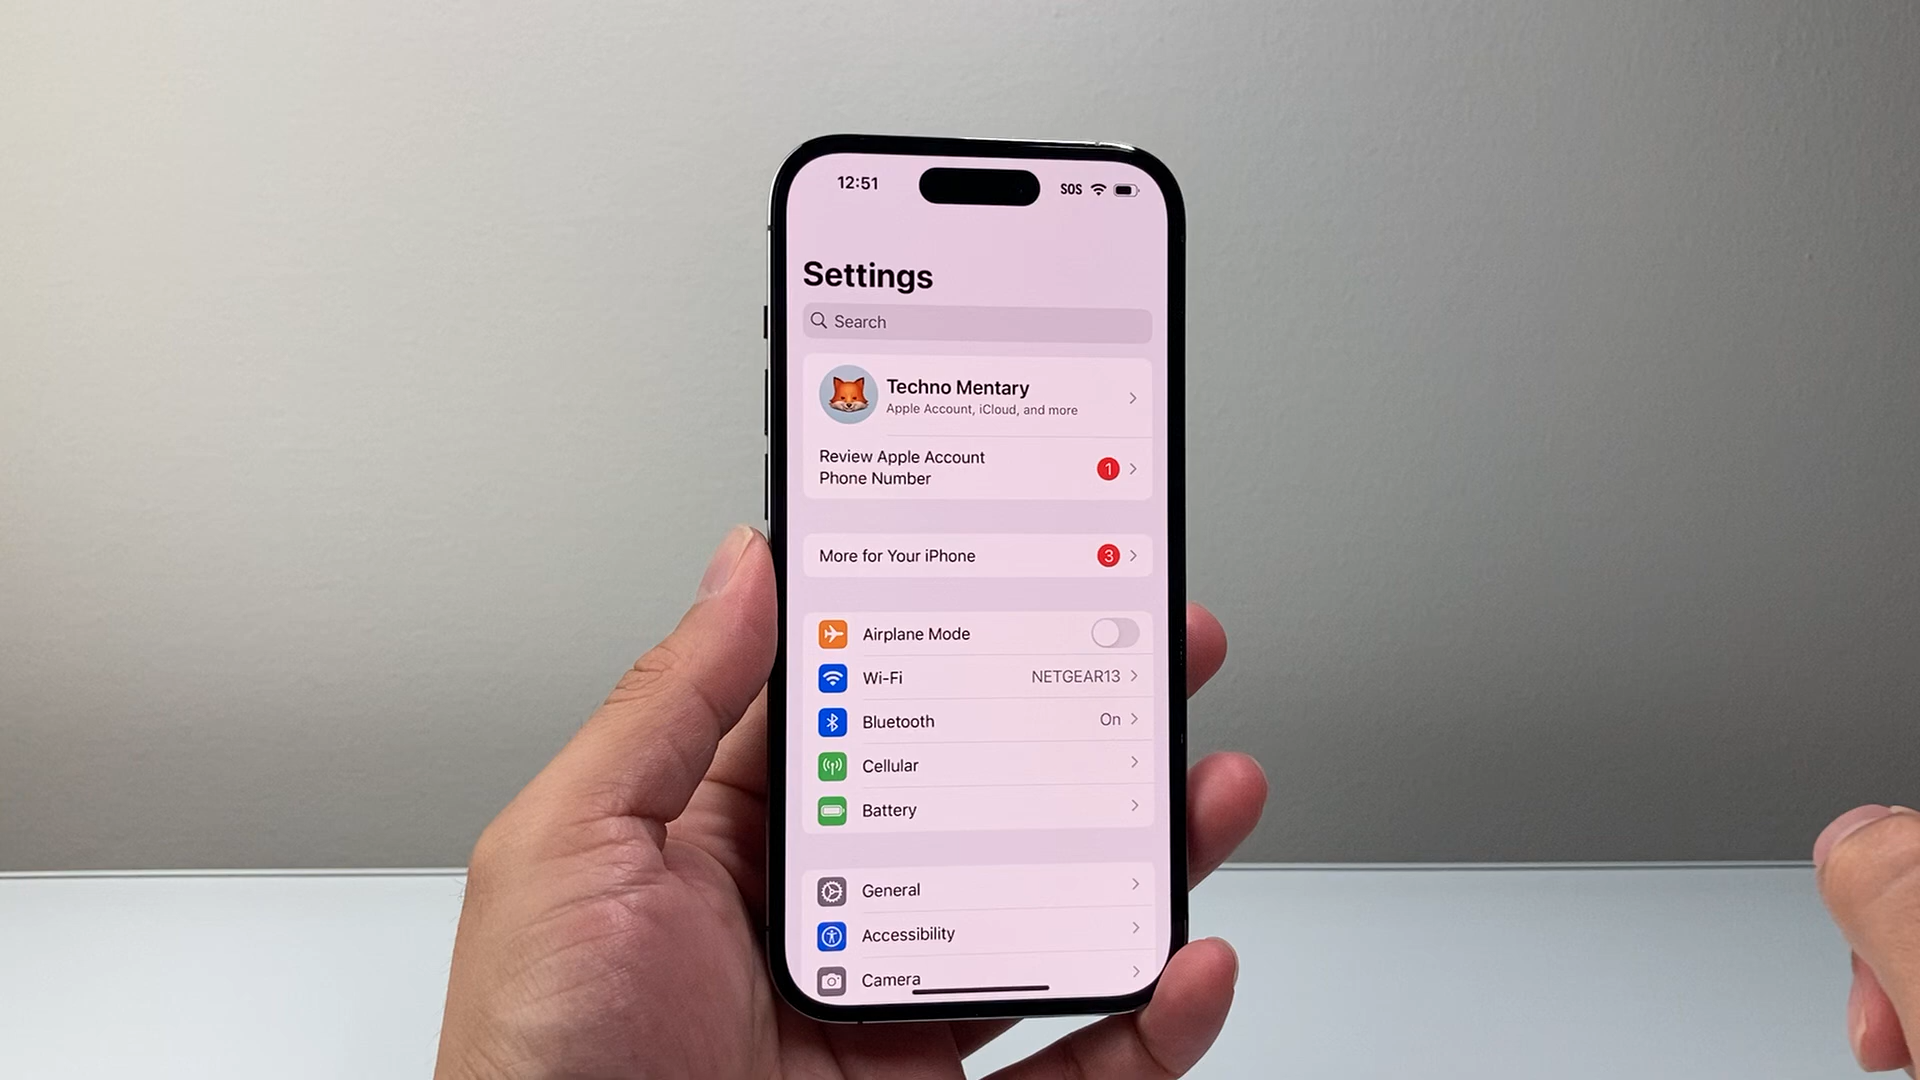 12:51
SOS
Settings
Search
Techno Mentary
Apple Account, iCloud, and more
Review Apple Account
Phone Number
1
More for Your iPhone
3
Airplane Mode
Wi-Fi
NETGEAR13
Bluetooth
On
Cellular
Battery
General
Accessibility
Camera